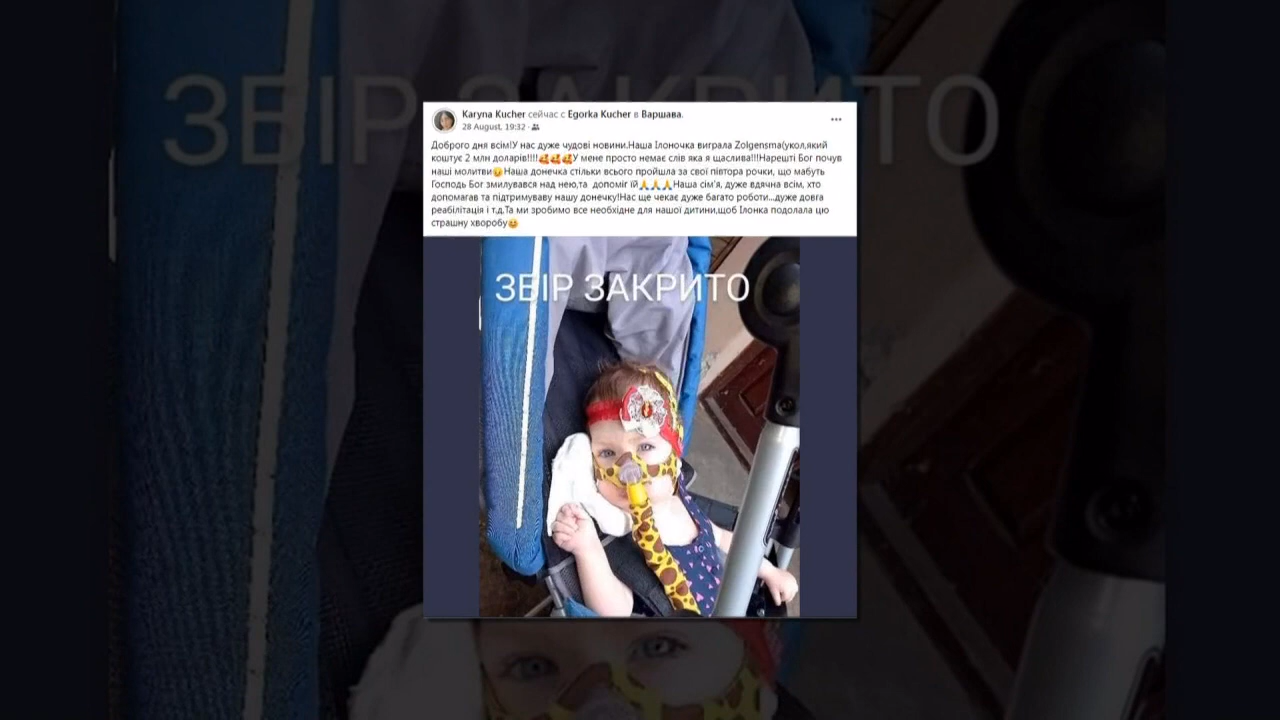 ЗБІР ЗАКРИТО
Karyna Kucher сейчас с Egorka Kucher в Варшава.
28 August, 19:32 ·
Доброго дня всім!У нас дуже чудові новини.Наша Ілоночка виграла Zolgensma(укол,який
коштує 2 млн доларів!!!!🥰🥰🥰У мене просто немає слів яка я щаслива!!!Нарешті Бог почув
наші молитви😥Наша донечка стільки всього пройшла за свої півтора рочки, що мабуть
Господь Бог змилувався над нею,та допоміг їй🙏🙏🙏Наша сім'я, дуже вдячна всім, хто
допомагав та підтримуваву нашу донечку!Нас ще чекає дуже багато роботи...дуже довга
реабілітація і т.д.Та ми зробимо все необхідне для нашої дитини,щоб Ілонка подолала цю
страшну хворобу😊
ЗБІР ЗАКРИТО